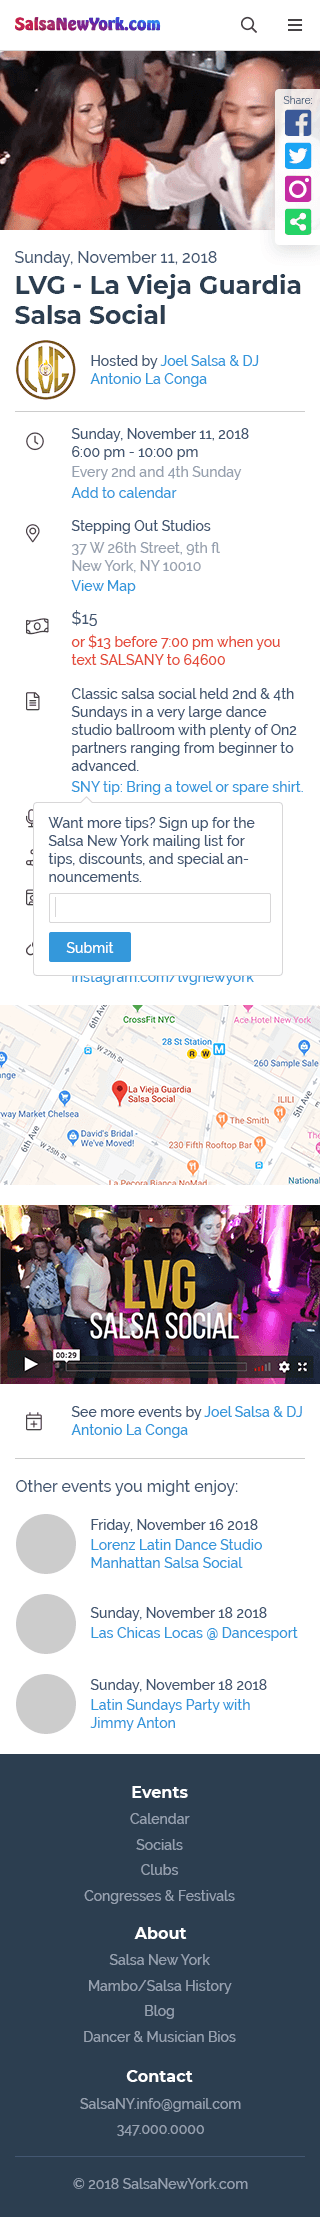 SalsaNewYork.com
Share:
Sunday, November 11, 2018
LVG - La Vieja Guardia
Salsa Social
LVG
Hosted by Joel Salsa & DJ
Antonio La Conga
Sunday, November 11, 2018
6:00 pm - 10:00 pm
Every 2nd and 4th Sunday
Add to calendar
Stepping Out Studios
37 W 26th Street, 9th fl
New York, NY 10010
View Map
$15
or $13 before 7:00 pm when you
text SALSANY to 64600
Classic salsa social held 2nd & 4th
Sundays in a very large dance
studio ballroom with plenty of On2
partners ranging from beginner to
advanced.
SNY tip: Bring a towel or spare shirt.
Want more tips? Sign up for the
Salsa New York mailing list for
tips, discounts, and special an-
nouncements.
Submit
instagram.com/lvgnewyork
CrossFit NYC
Ace Hotel New York
6th Ave
W 27th St
28 St Station
R W M
260 Sample Sale
ange
La Vieja Guardia
Salsa Social
ILILI
5th Ave
way Market Chelsea
The Smith
David's Bridal -
We've Moved!
230 Fifth Rooftop Bar
The
6th Ave
W 25th St
National
La Pecora Bianca NoMad
LVG
SALSA SOCIAL
00:29
See more events by Joel Salsa & DJ
Antonio La Conga
Other events you might enjoy:
Friday, November 16 2018
Lorenz Latin Dance Studio
Manhattan Salsa Social
Sunday, November 18 2018
Las Chicas Locas @ Dancesport
Sunday, November 18 2018
Latin Sundays Party with
Jimmy Anton
Events
Calendar
Socials
Clubs
Congresses & Festivals
About
Salsa New York
Mambo/Salsa History
Blog
Dancer & Musician Bios
Contact
SalsaNY.info@gmail.com
347.000.0000
© 2018 SalsaNewYork.com